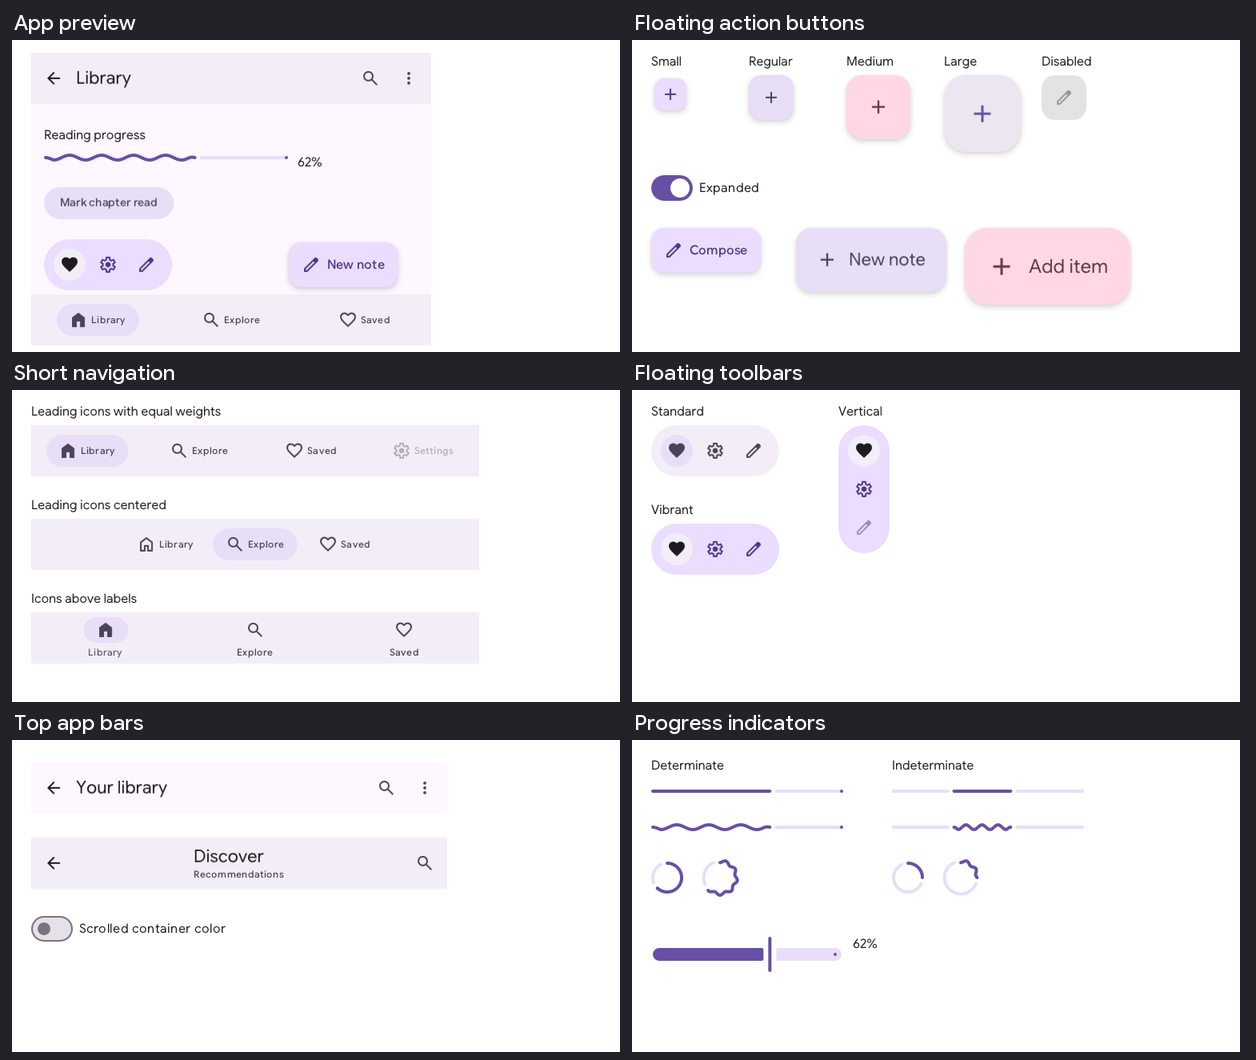 App preview
Library
Reading progress
62%
Mark chapter read
New note
Library
Explore
Saved
Floating action buttons
Small
Regular
Medium
Large
Disabled
Expanded
Compose
New note
Add item
Short navigation
Leading icons with equal weights
Library
Explore
Saved
Settings
Leading icons centered
Library
Explore
Saved
Icons above labels
Library
Explore
Saved
Floating toolbars
Standard
Vertical
Vibrant
Top app bars
Your library
Discover
Recommendations
Scrolled container color
Progress indicators
Determinate
Indeterminate
62%